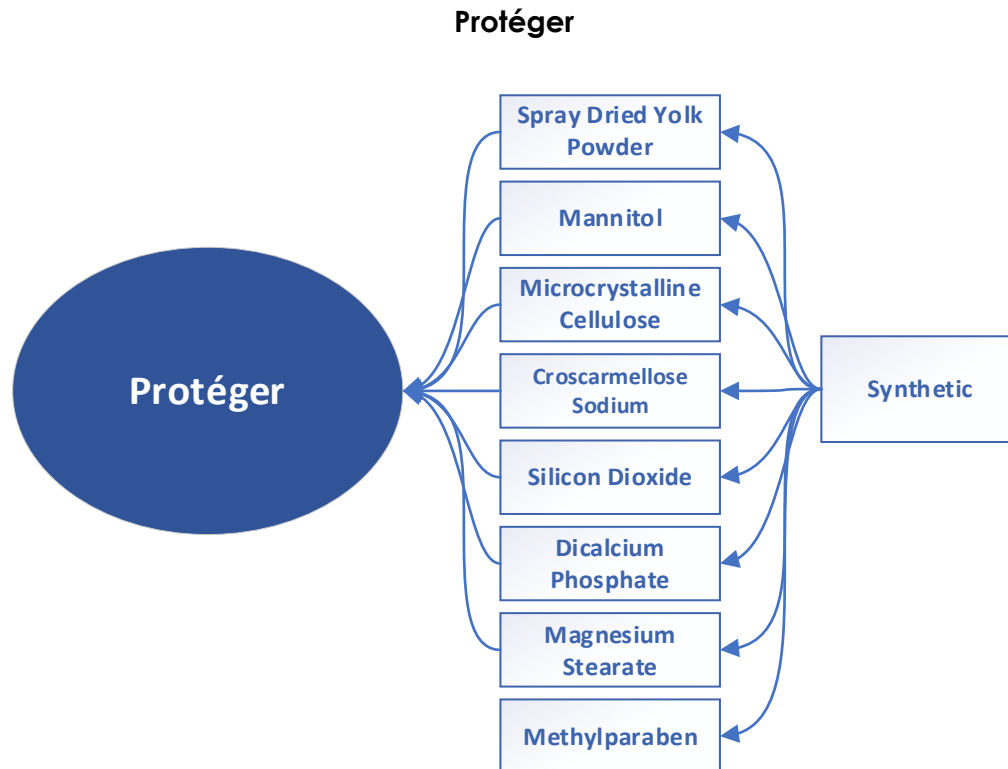 Protéger
Spray Dried Yolk
Powder
Mannitol
Microcrystalline
Cellulose
Protéger
Croscarmellose
Sodium
Synthetic
Silicon Dioxide
Dicalcium
Phosphate
Magnesium
Stearate
Methylparaben